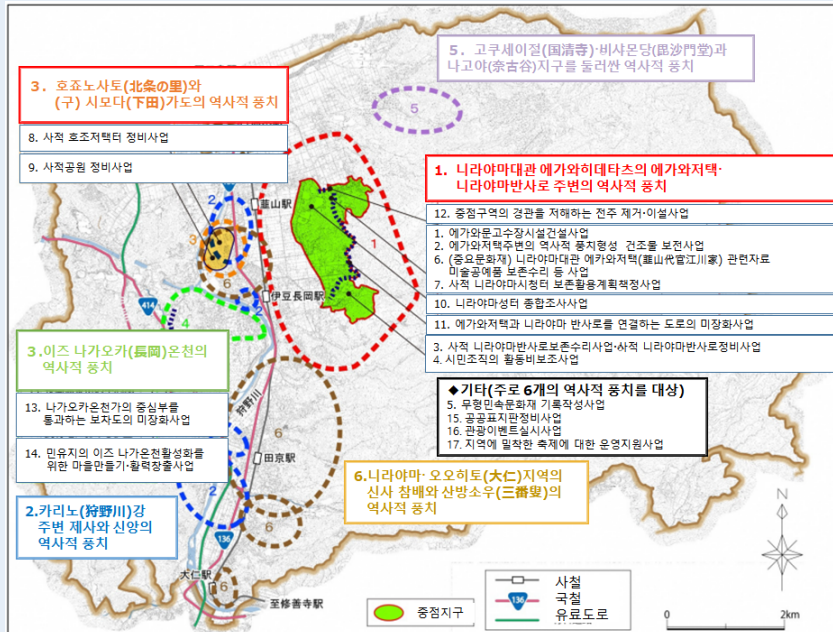 5. 고쿠세이절(国清寺)·비사몬당(毘沙門堂)과
나고야(奈古谷)지구를 둘러싼 역사적 풍치
3. 호죠노사토(北条の里)와
(구) 시모다(下田)가도의 역사적 풍치
8. 사적 호조저택터 정비사업
9. 사적공원 정비사업
5
1. 니라야마대관 에가와히데타츠의 에가와저택·
니라야마반사로 주변의 역사적 풍치
12. 중점구역의 경관을 저해하는 전주 제거·이설사업
1. 에가와문고수장시설건설사업
2. 에가와저택주변의 역사적 풍치형성 건조물 보전사업
6. (중요문화재) 니라야마대관 에가와저택(韮山代官江川家) 관련자료
미술공예품 보존수리 등 사업
7. 사적 니라야마시청터 보존활용계획책정사업
10. 니라야마성터 종합조사사업
11. 에가와저택과 니라야마 반사로를 연결하는 도로의 미장화사업
3. 사적 니라야마반사로보존수리사업·사적 니라야마반사로정비사업
4. 시민조직의 활동비보조사업
2
韮山駅
3
1
6
伊豆長岡駅
2
414
4
3.이즈 나가오카(長岡)온천의
역사적 풍치
13. 나가오카온천가의 중심부를
통과하는 보차도의 미장화사업
14. 민유지의 이즈 나가온천활성화를
위한 마을만들기·활력창출사업
◆기타(주로 6개의 역사적 풍치를 대상)
5. 무형민속문화재 기록작성사업
15. 공공표지판정비사업
16. 관광이벤트실시사업
17. 지역에 밀착한 축제에 대한 운영지원사업
狩野川
6
田京駅
2
6.니라야마· 오오히토(大仁)지역의
신사 참배와 산방소우(三番叟)의
역사적 풍치
2.카리노(狩野川)강
주변 제사와 신앙의
역사적 풍치
6
136
大仁駅
6
至修善寺駅
N
중점지구
사철
136
국철
유료도로
0
2km